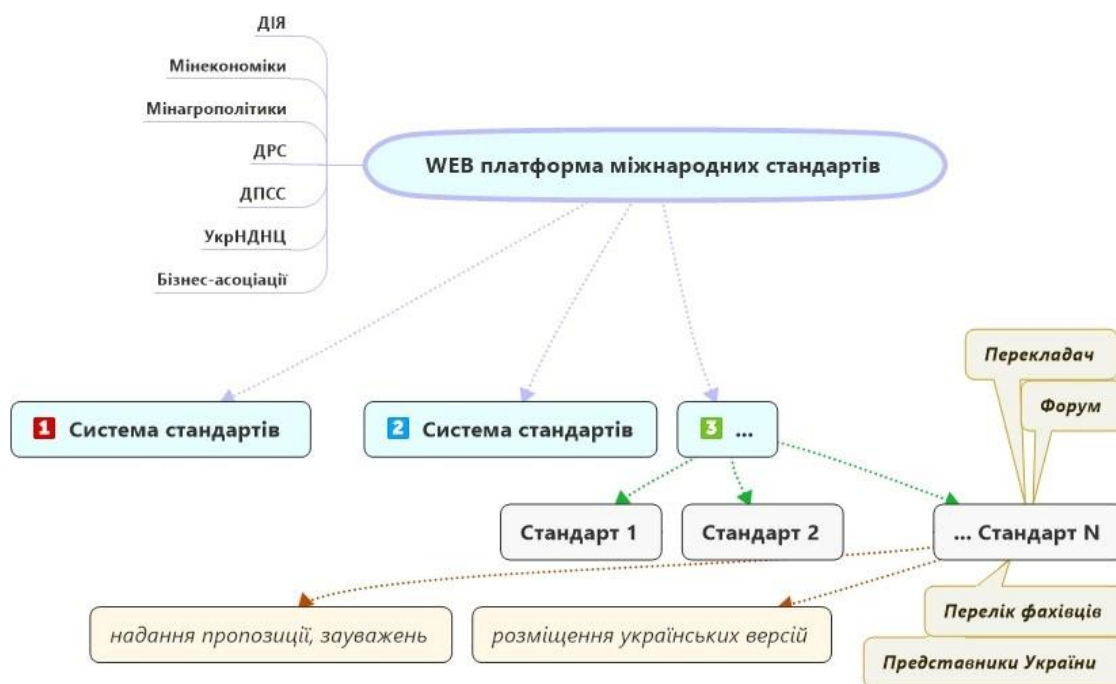 ДІЯ
Мінекономіки
Мінагрополітики
ДРС
ДПСС
УкрНДНЦ
Бізнес-асоціації
WEB платформа міжнародних стандартів
1 Система стандартів
2 Система стандартів
3 ...
Перекладач
Форум
Стандарт 1
Стандарт 2
... Стандарт N
надання пропозиції, зауважень
розміщення українських версій
Перелік фахівців
Представники України